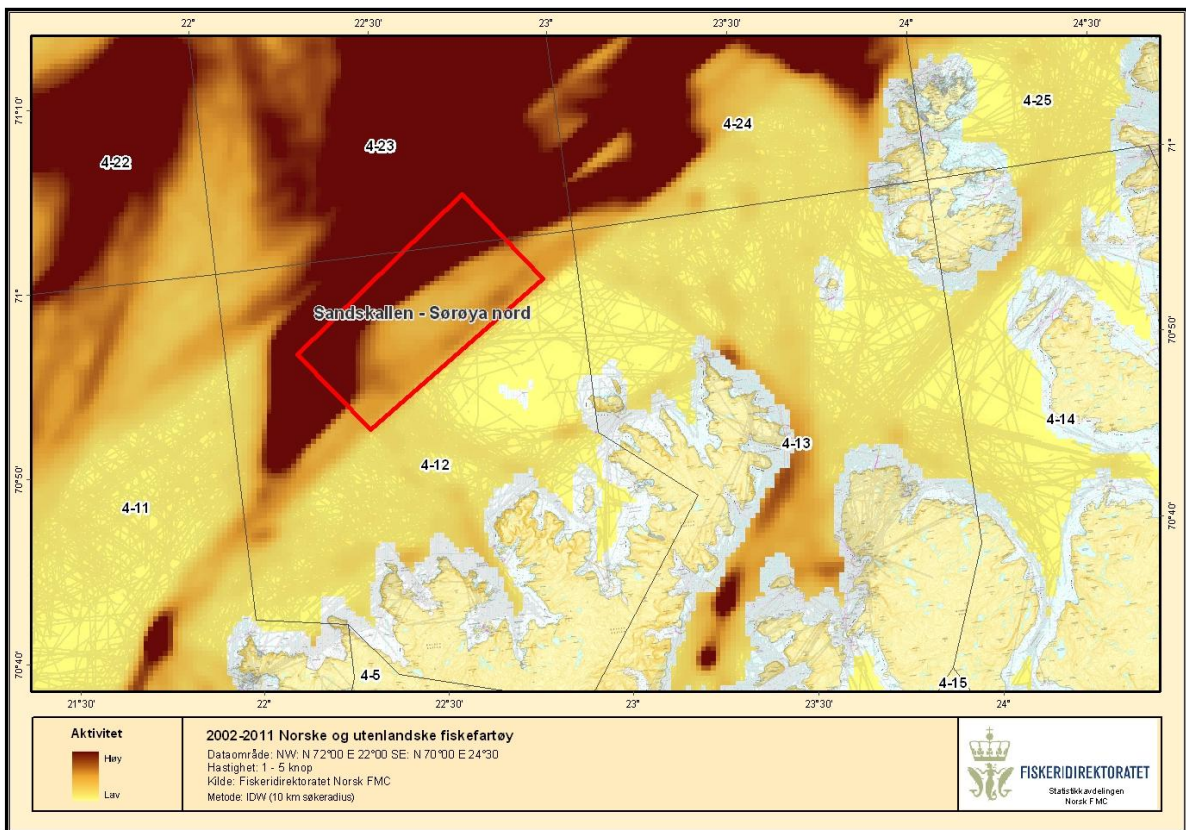 22° 22°30' 23° 23°30' 24° 24°30'
71°10'
71°
70°50'
70°40'
71°
70°50'
70°40'
4-22
4-23
4-24
4-25
Sandskallen - Sørøya nord
4-11
4-12
4-13
4-14
4-5
4-15
21°30' 22° 22°30' 23° 23°30' 24°
Aktivitet
Høy
Lav
2002-2011 Norske og utenlandske fiskefartøy
Dataområde: NW: N 72°00 E 22°00 SE: N 70°00 E 24°30
Hastighet: 1 - 5 knop
Kilde: Fiskeridirektoratet Norsk FMC
Metode: IDW (10 km søkeradius)
FISKERIDIREKTORATET
Statistikkavdelingen
Norsk FMC